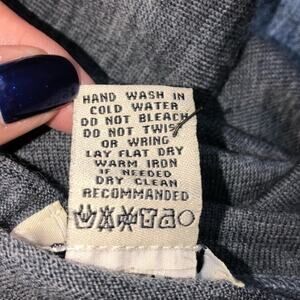 HAND WASH IN
COLD WATER
DO NOT BLEACH
DO NOT TWIST
OR WRING
LAY FLAT DRY
WARM IRON
IF NEEDED
DRY CLEAN
RECOMMANDED